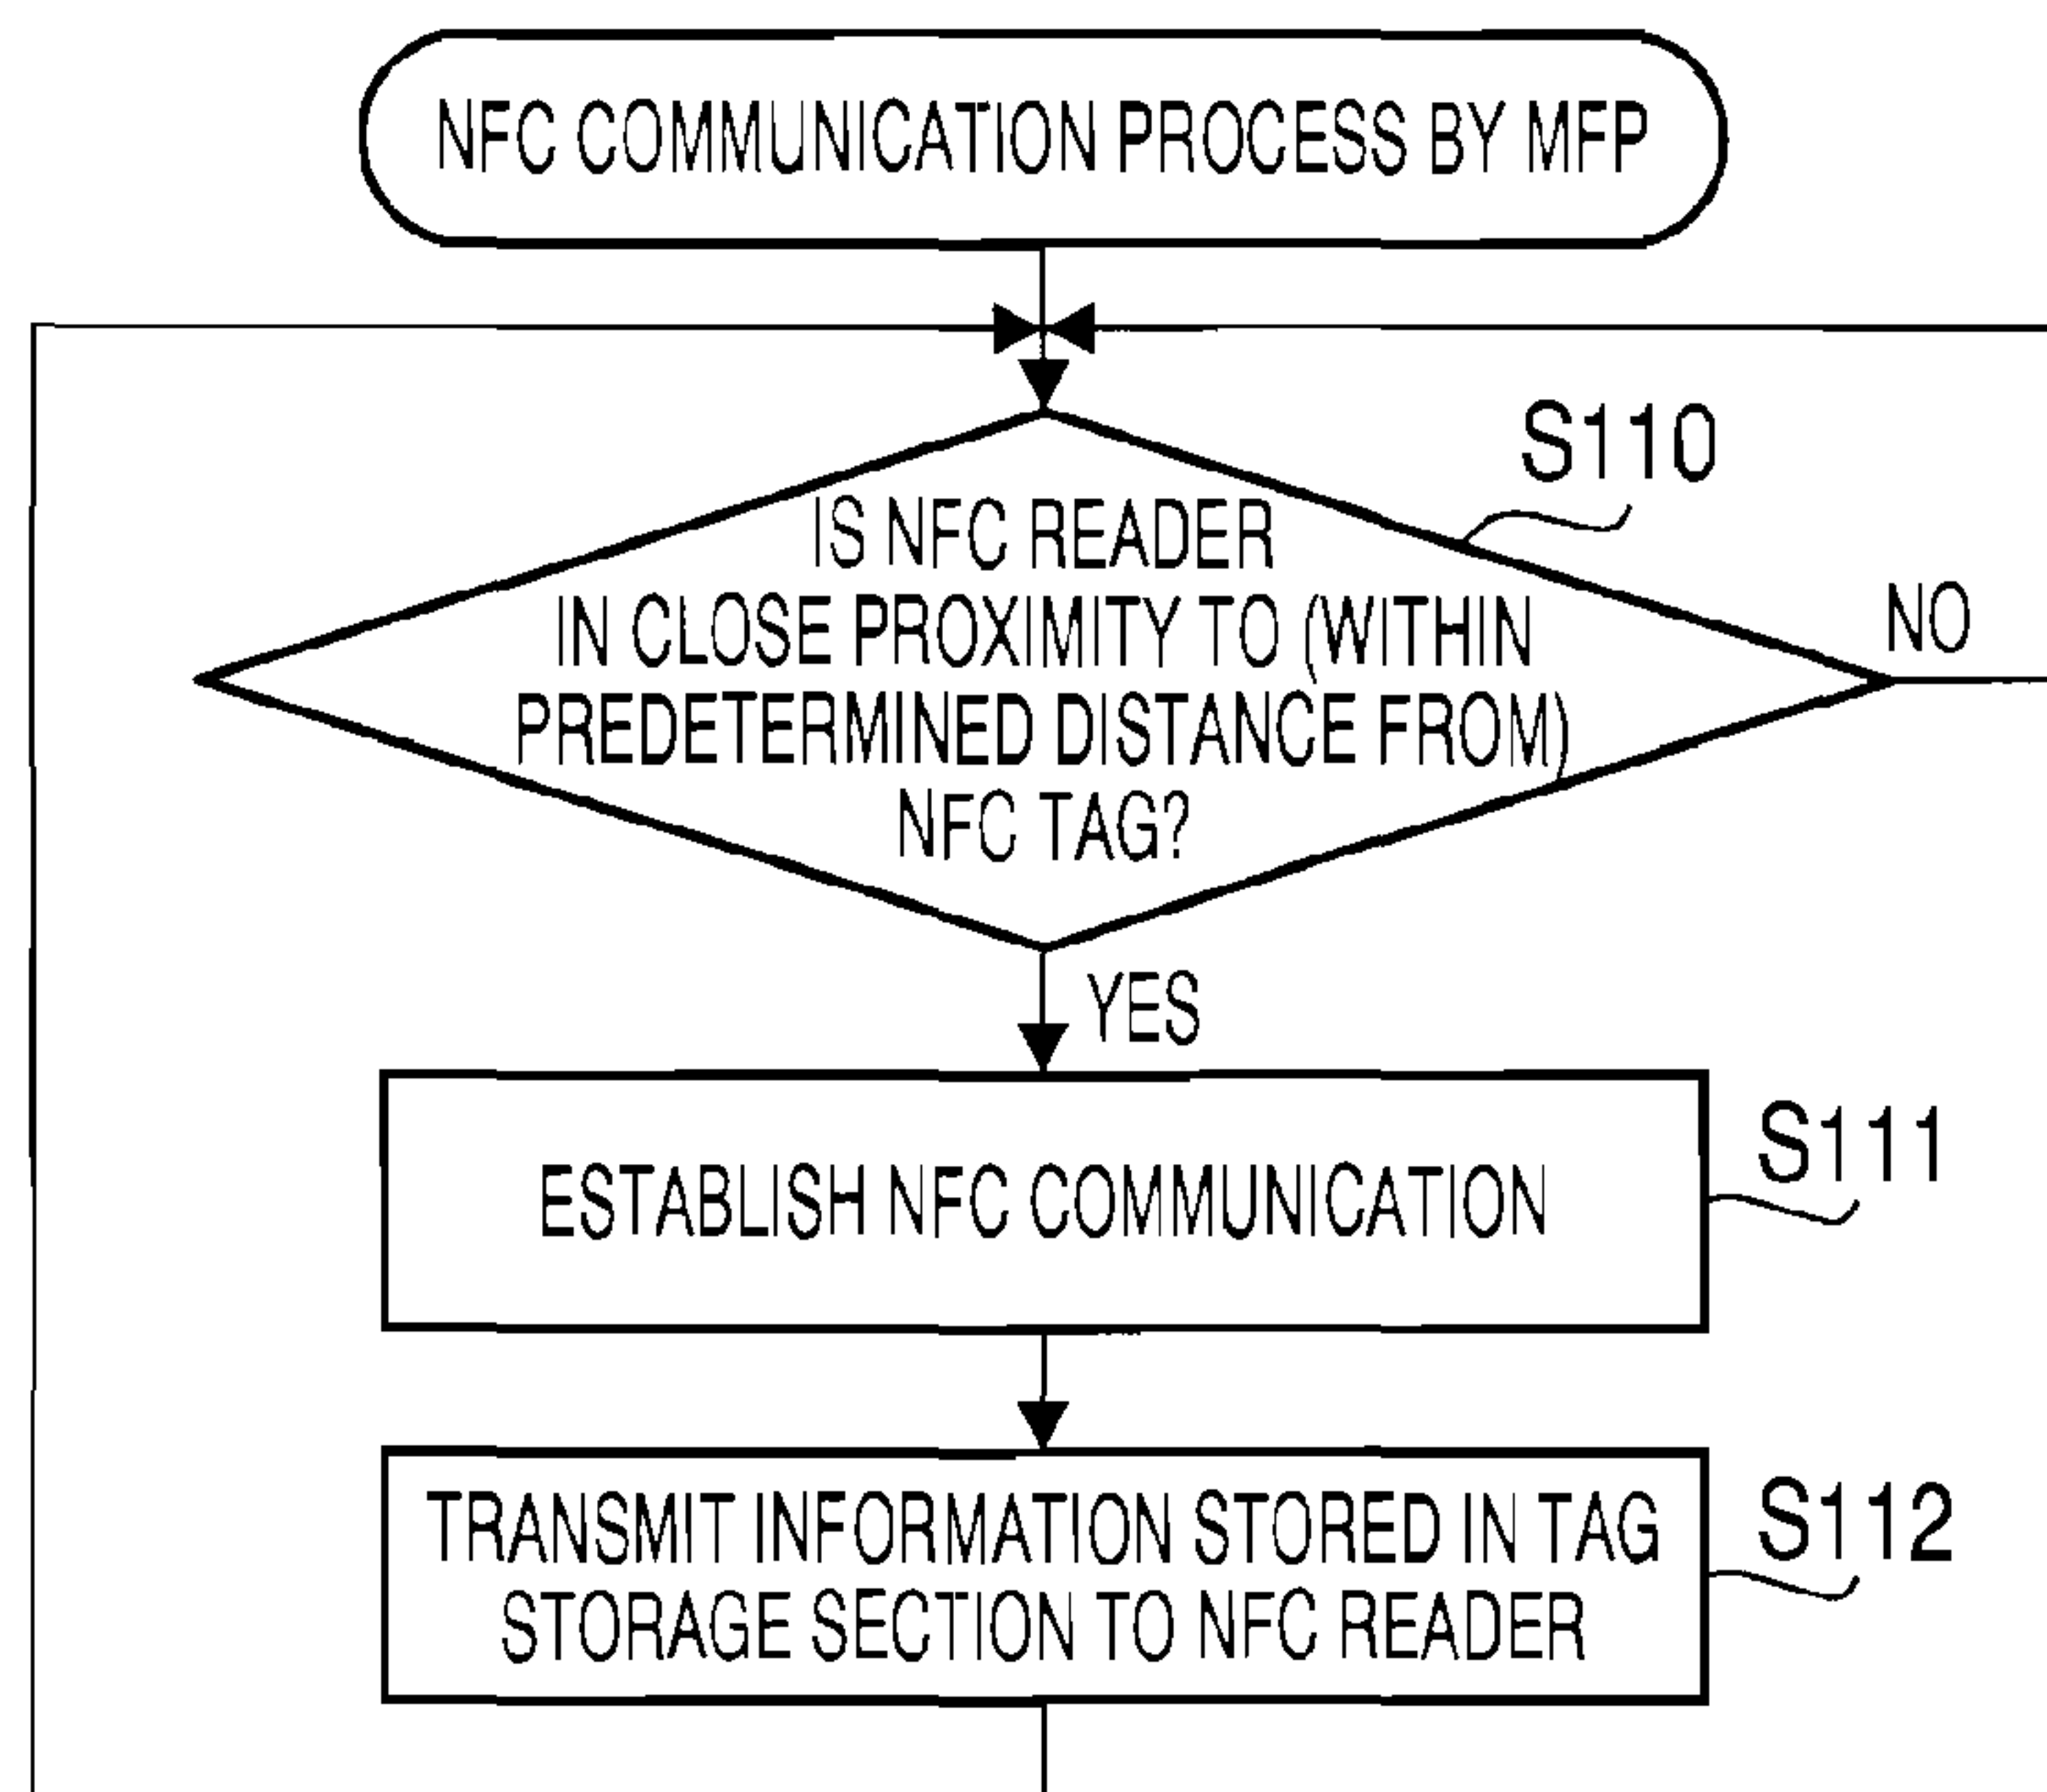 NFC COMMUNICATION PROCESS BY MFP
S110
IS NFC READER
IN CLOSE PROXIMITY TO (WITHIN
PREDETERMINED DISTANCE FROM)
NFC TAG?
NO
YES
ESTABLISH NFC COMMUNICATION
S111
TRANSMIT INFORMATION STORED IN TAG
STORAGE SECTION TO NFC READER
S112